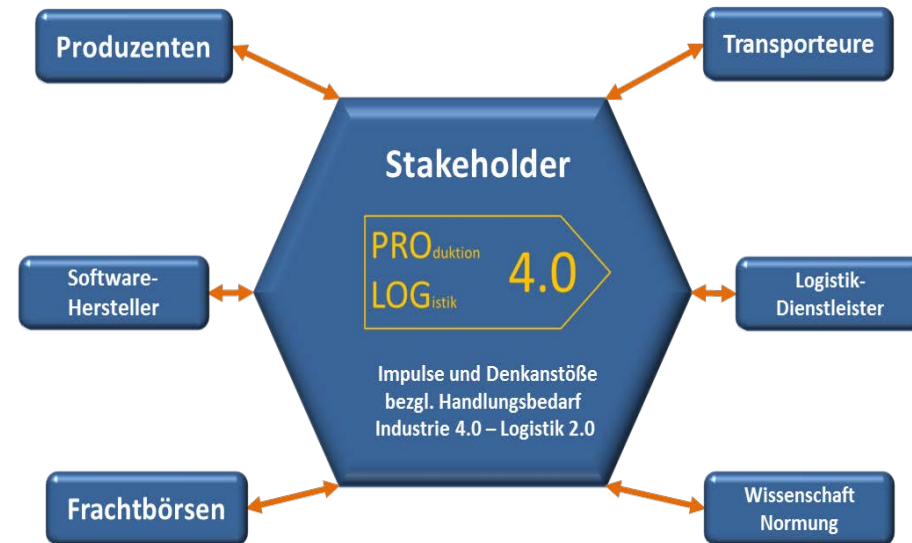 Produzenten
Transporteure
Stakeholder
PROduktion
LOGistik
4.0
Software-
Hersteller
Logistik-
Dienstleister
Impulse und Denkanstöße
bezgl. Handlungsbedarf
Industrie 4.0 – Logistik 2.0
Frachtbörsen
Wissenschaft
Normung